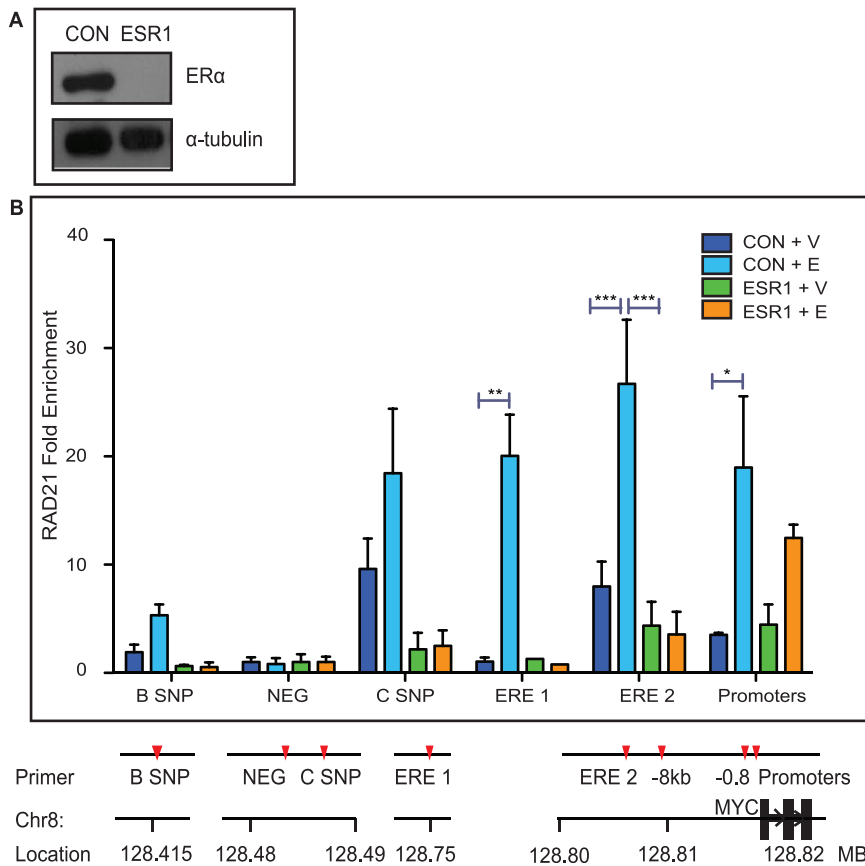 A
CON ESR1
ERα
α-tubulin
B
RAD21 Fold Enrichment
40
30
20
10
0
CON + V
CON + E
ESR1 + V
ESR1 + E
**
*** ***
*
B SNP NEG C SNP ERE 1 ERE 2 Promoters
Primer B SNP NEG C SNP ERE 1 ERE 2 -8kb -0.8 Promoters
MYC
Chr8:
Location 128.415 128.48 128.49 128.75 128.80 128.81 128.82 MB